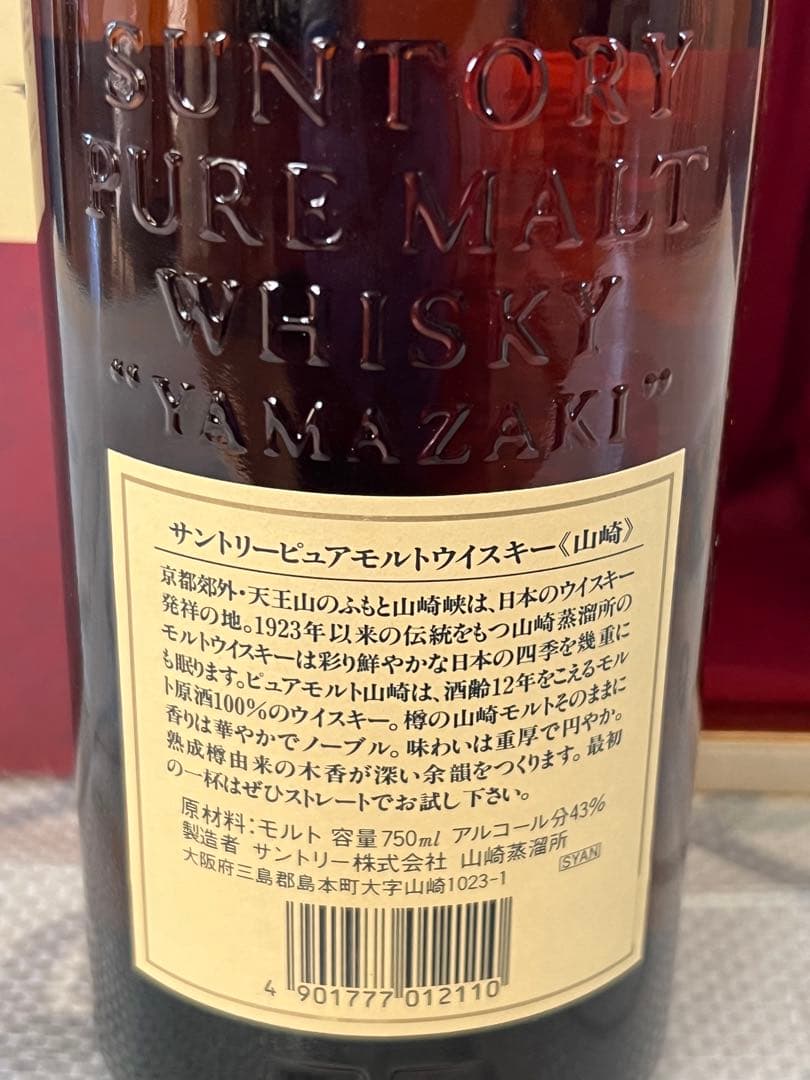 SUNTORY
PURE MALT
WHISKY
“YAMAZAKI”
サントリーピュアモルトウイスキー《山崎》
京都郊外・天王山のふもと山崎峡は、日本のウイスキー
発祥の地。1923年以来の伝統をもつ山崎蒸溜所の
モルトウイスキーは彩り鮮やかな日本の四季を幾重に
も眠ります。ピュアモルト山崎は、酒齢12年をこえるモル
ト原酒100%のウイスキー。樽の山崎モルトそのままに
香りは華やかでノーブル。味わいは重厚で円やか。
熟成樽由来の木香が深い余韻をつくります。最初
の一杯はぜひストレートでお試し下さい。
原材料:モルト 容量750ml アルコール分43%
製造者 サントリー株式会社 山崎蒸溜所
大阪府三島郡島本町大字山崎1023-1 SYAN
4 901777 012110